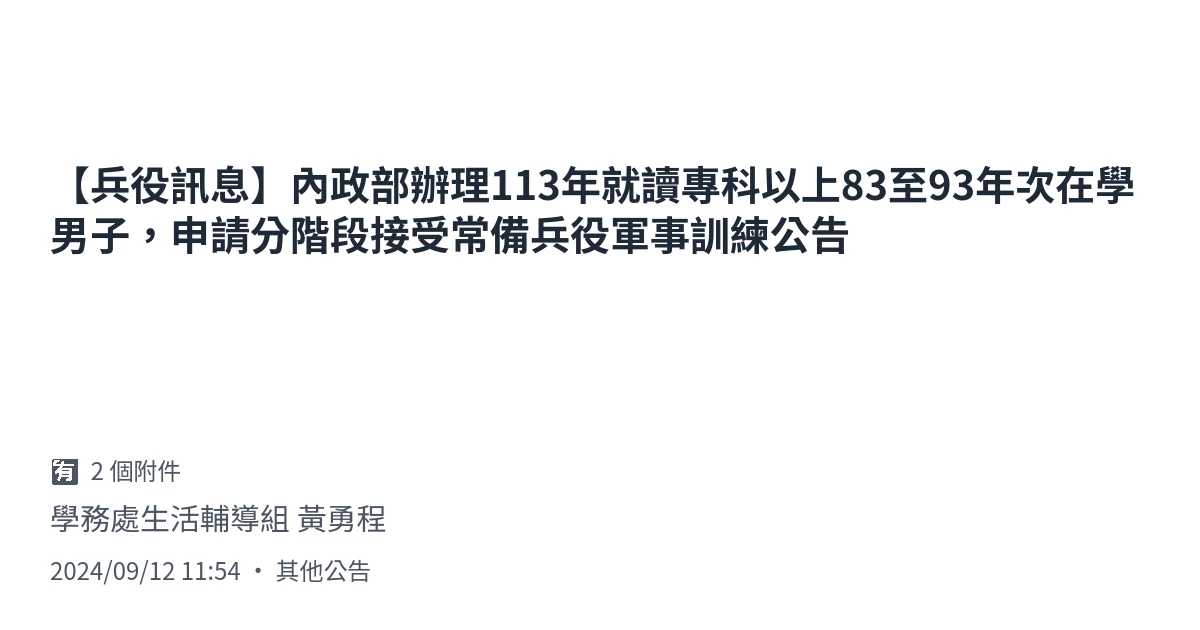 【兵役訊息】內政部辦理113年就讀專科以上83至93年次在學
男子，申請分階段接受常備兵役軍事訓練公告
有 2 個附件
學務處生活輔導組 黃勇程
2024/09/12 11:54 • 其他公告